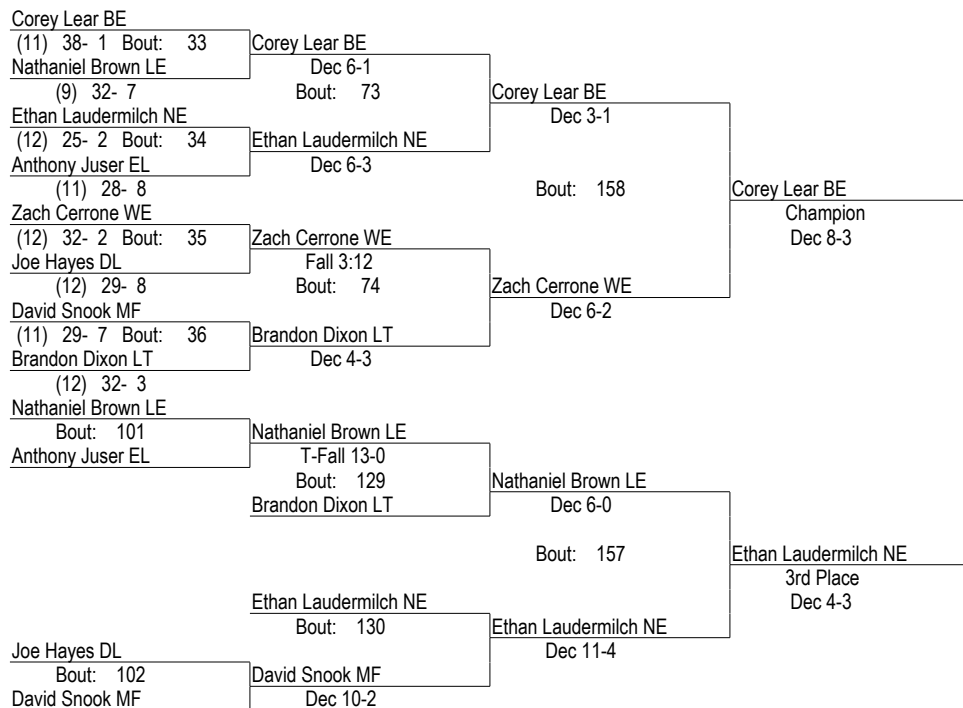 Corey Lear BE
(11) 38- 1 Bout: 33 Corey Lear BE
Nathaniel Brown LE Dec 6-1
(9) 32- 7 Bout: 73 Corey Lear BE
Ethan Laudermilch NE Dec 3-1
(12) 25- 2 Bout: 34 Ethan Laudermilch NE
Anthony Juser EL Dec 6-3
(11) 28- 8 Bout: 158 Corey Lear BE
Zach Cerrone WE Champion
(12) 32- 2 Bout: 35 Zach Cerrone WE Dec 8-3
Joe Hayes DL Fall 3:12
(12) 29- 8 Bout: 74 Zach Cerrone WE
David Snook MF Dec 6-2
(11) 29- 7 Bout: 36 Brandon Dixon LT
Brandon Dixon LT Dec 4-3
(12) 32- 3
Nathaniel Brown LE
Bout: 101 Nathaniel Brown LE
Anthony Juser EL T-Fall 13-0
Bout: 129 Nathaniel Brown LE
Brandon Dixon LT Dec 6-0
Bout: 157 Ethan Laudermilch NE
3rd Place
Ethan Laudermilch NE Dec 4-3
Bout: 130 Ethan Laudermilch NE
Joe Hayes DL Dec 11-4
Bout: 102 David Snook MF
David Snook MF Dec 10-2